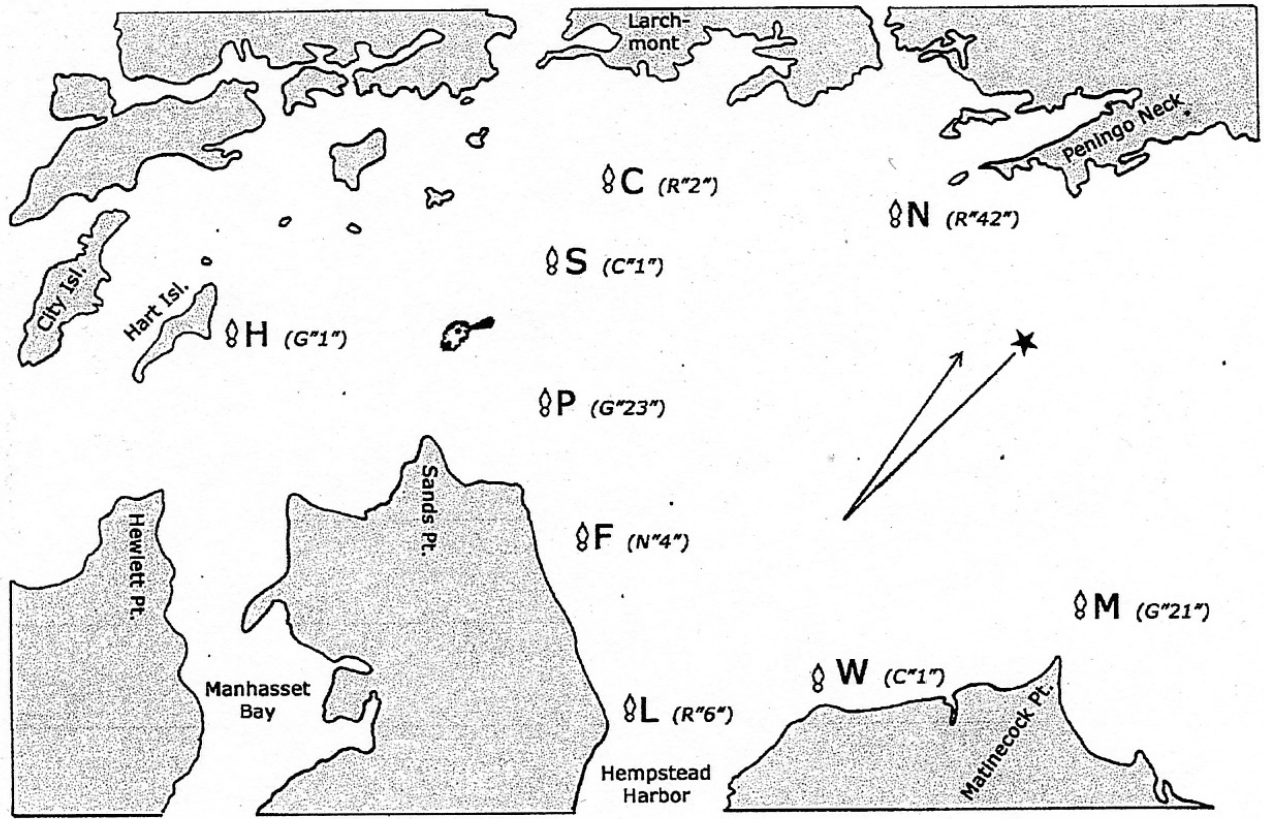 Larch-
mont
Peningo Neck
C (R"2")
N (R"42")
S (C"1")
City Isl.
Hart Isl.
H (G"1")
P (G"23")
Sands Pt.
Hewlett Pt.
F (N"4")
M (G"21")
W (C"1")
Manhasset
Bay
L (R"6")
Matinecock Pt.
Hempstead
Harbor